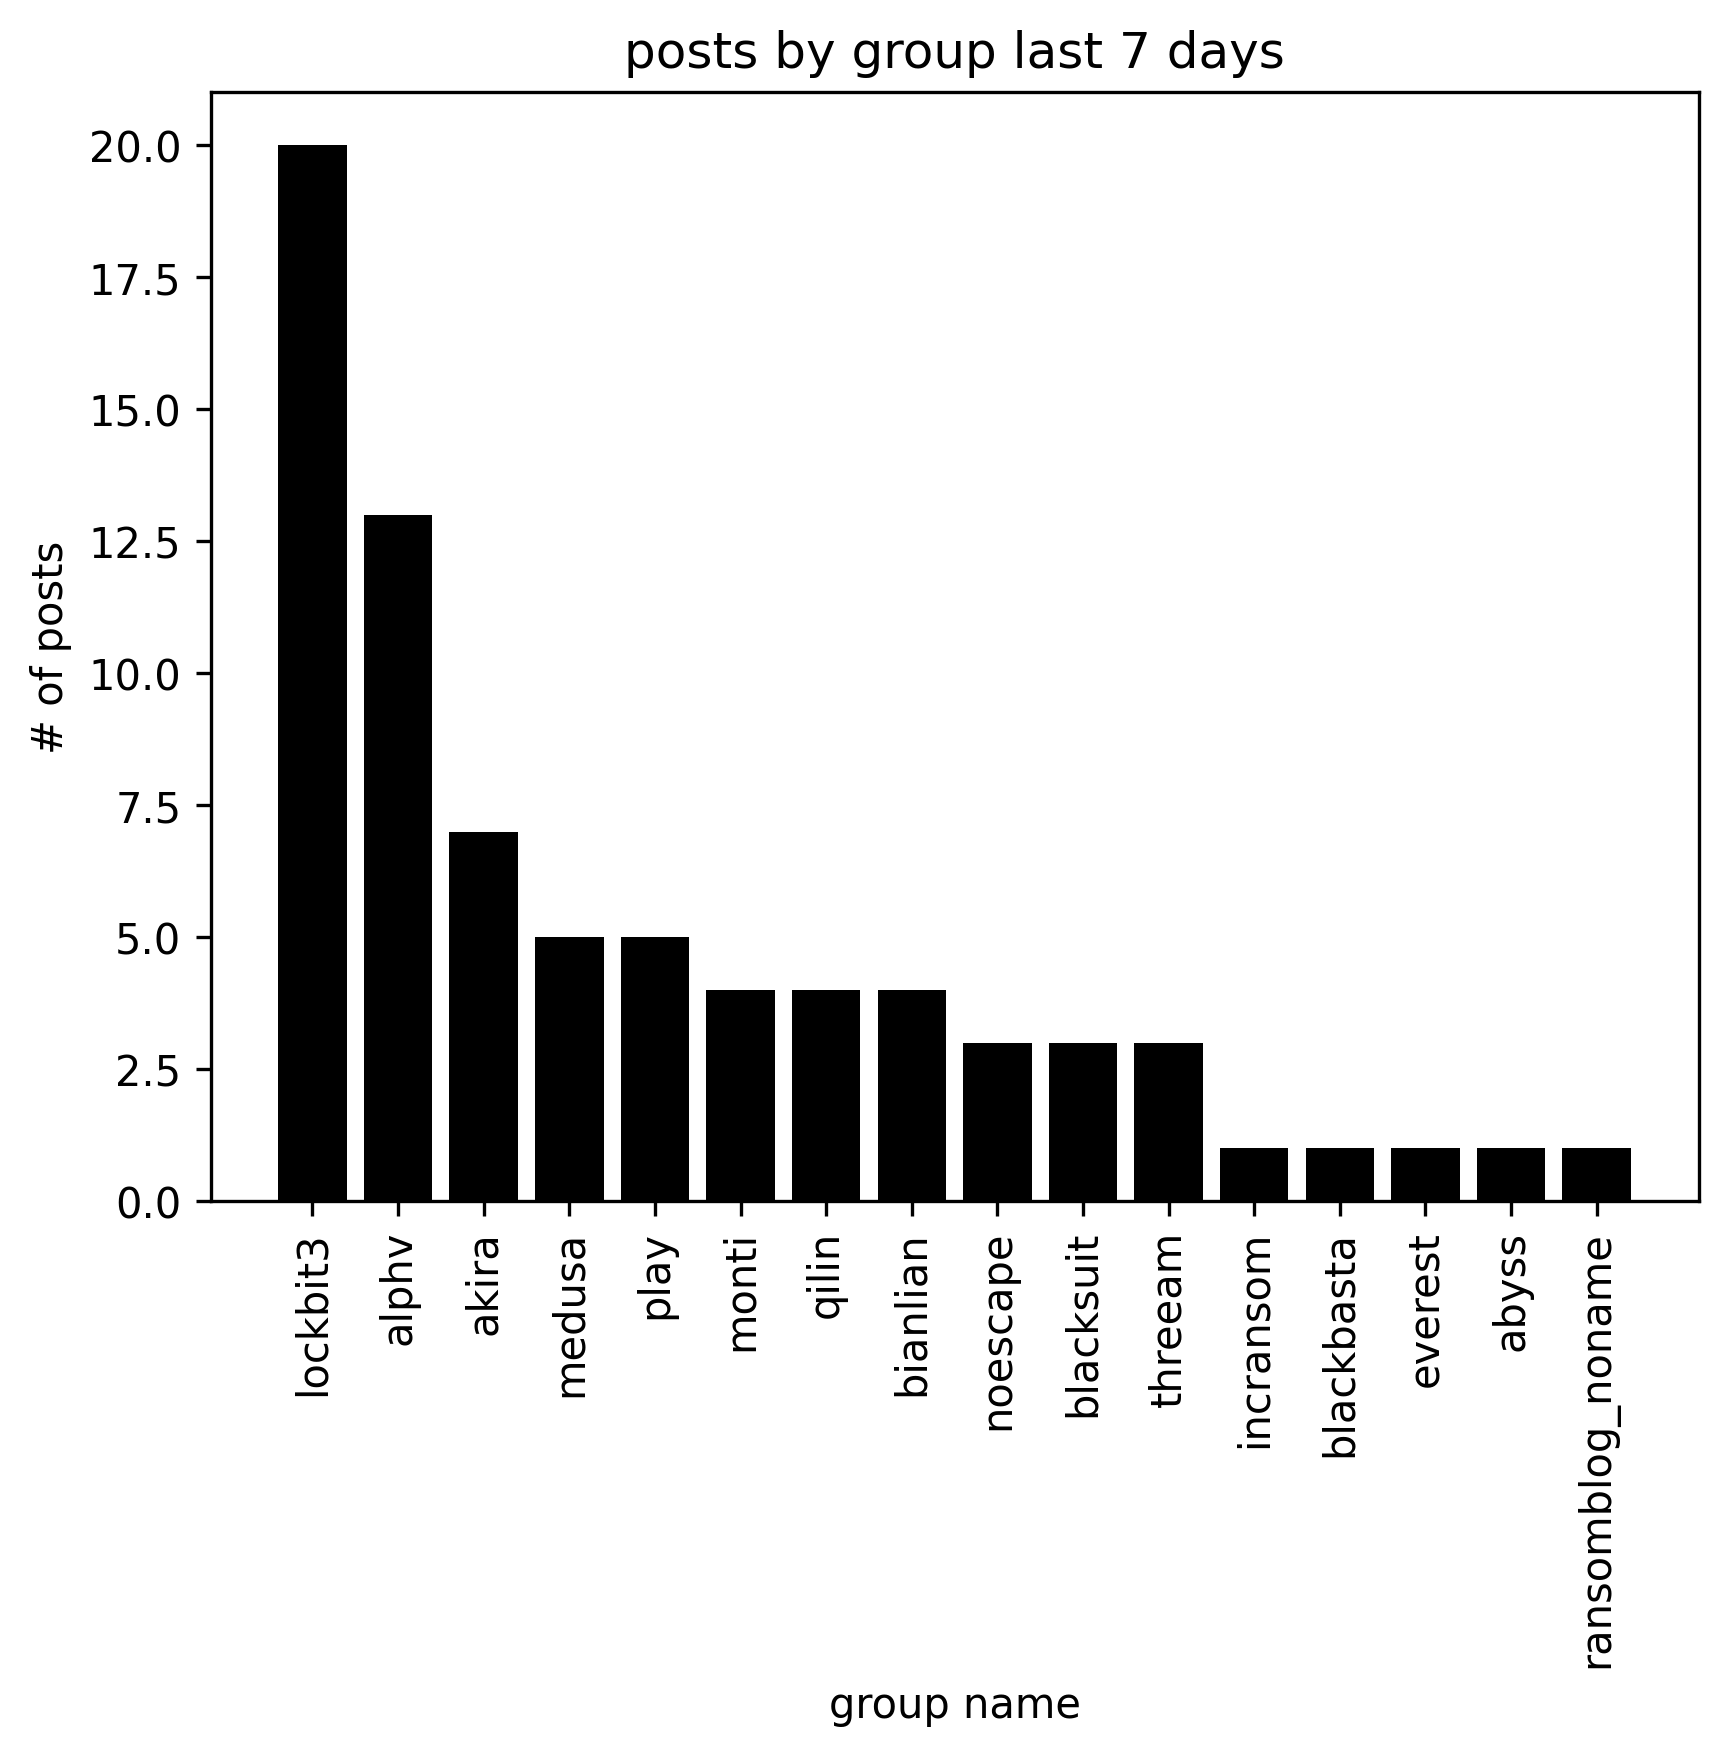 posts by group last 7 days
# of posts
20.0
17.5
15.0
12.5
10.0
7.5
5.0
2.5
0.0
lockbit3
alphv
akira
medusa
play
monti
qilin
bianlian
noescape
blacksuit
threeam
incransom
blackbasta
everest
abyss
ransomblog_noname
group name